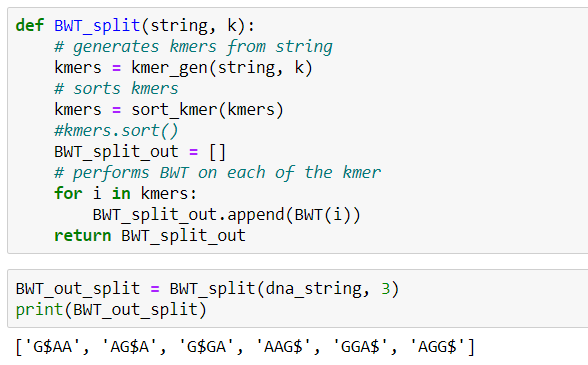 def BWT_split(string, k):
    # generates kmers from string
    kmers = kmer_gen(string, k)
    # sorts kmers
    kmers = sort_kmer(kmers)
    #kmers.sort()
    BWT_split_out = []
    # performs BWT on each of the kmer
    for i in kmers:
        BWT_split_out.append(BWT(i))
    return BWT_split_out
BWT_out_split = BWT_split(dna_string, 3)
print(BWT_out_split)
['G$AA', 'AG$A', 'G$GA', 'AAG$', 'GGA$', 'AGG$']